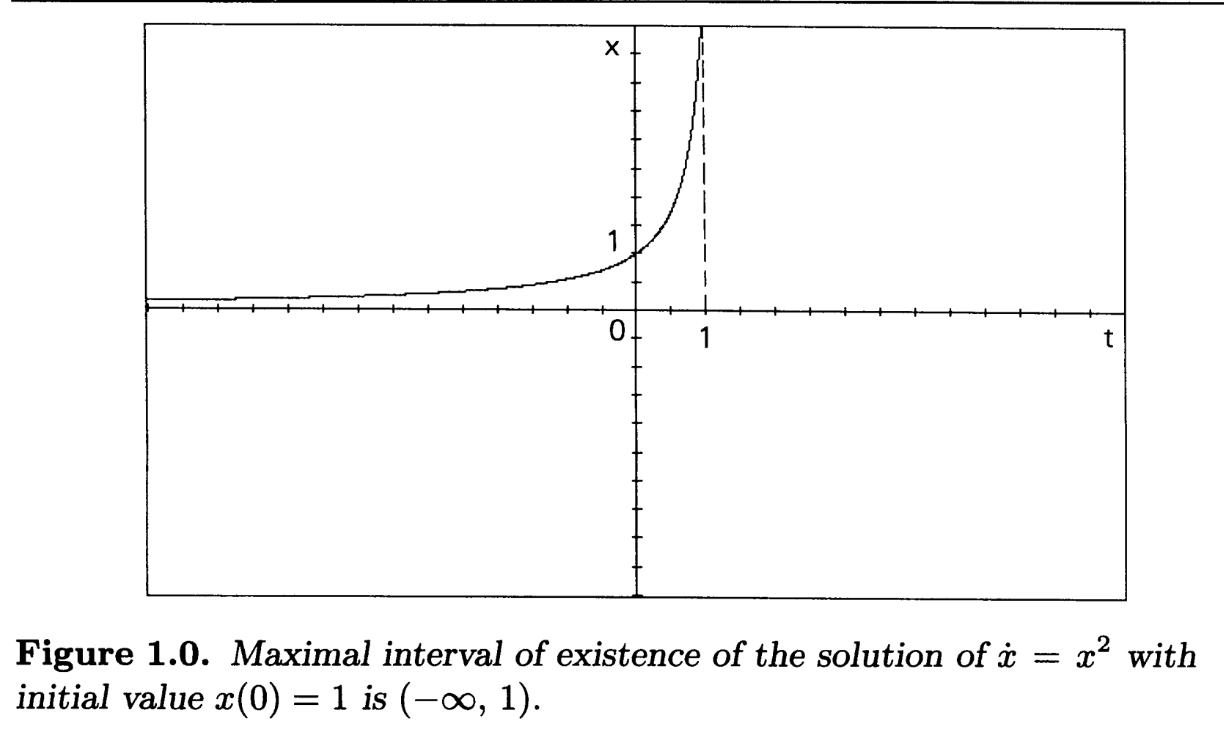 x
1
0
1
t
Figure 1.0. Maximal interval of existence of the solution of ẋ = x² with
initial value x(0) = 1 is (−∞, 1).